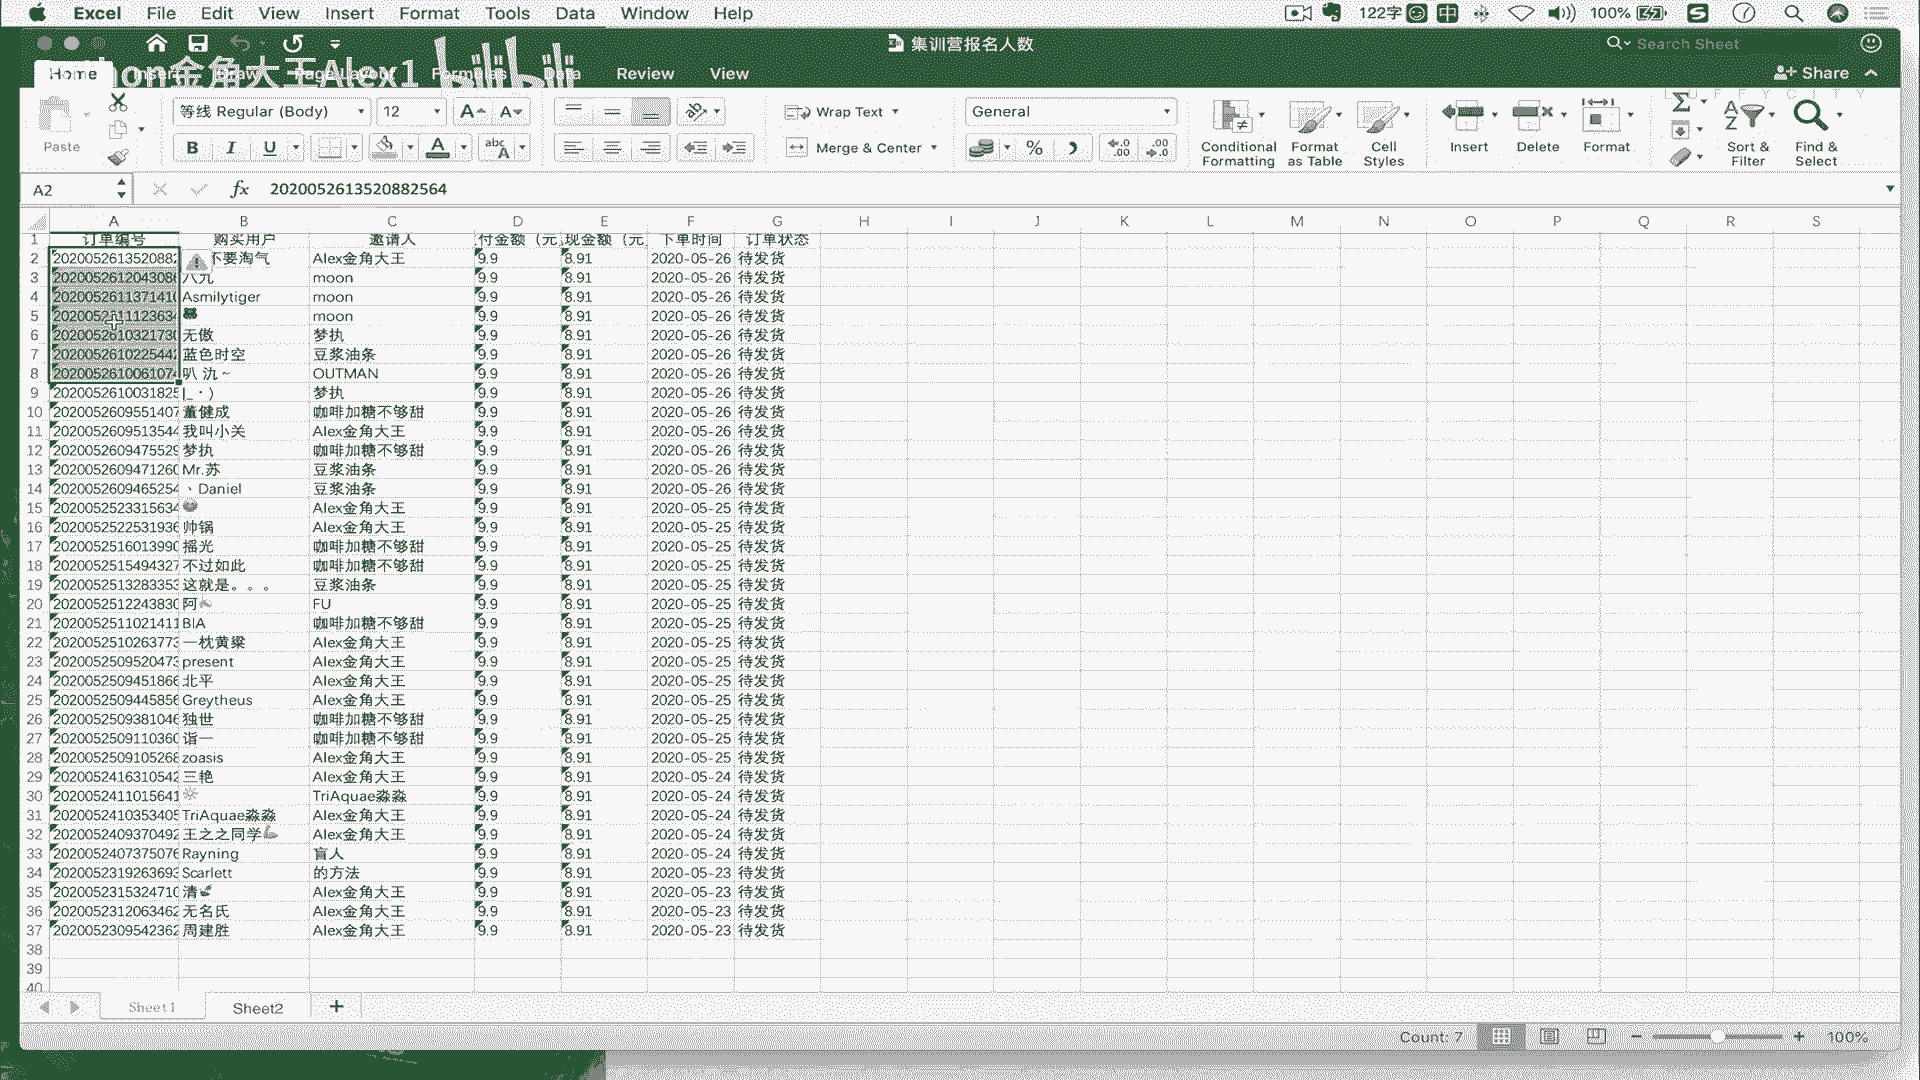 Excel File Edit View Insert Format Tools Data Window Help 122字 中 100%
集训营报名人数 Search Sheet
hon金角大王Alex1 bilibili
Home Insert Draw Page Layout Formulas Data Review View Share
LUFFYCITY
Paste 等线 Regular (Body) 12 Wrap Text General
B I U Merge & Center % Conditional Formatting Format as Table Cell Styles Insert Delete Format Sort & Filter Find & Select
A2 fx 2020052613520882564
A B C D E F G H I J K L M N O P Q R S
1 订单编号 购买用户 邀请人 付金额（元 现金额（元 下单时间 订单状态
2 202005261352088 不要淘气 Alex金角大王 9.9 8.91 2020-05-26 待发货
3 202005261204308 八九 moon 9.9 8.91 2020-05-26 待发货
4 202005261137141 Asmilytiger moon 9.9 8.91 2020-05-26 待发货
5 moon 9.9 8.91 2020-05-26 待发货
6 202005261032173 无傲 梦执 9.9 8.91 2020-05-26 待发货
7 202005261022544 蓝色时空 豆浆油条 9.9 8.91 2020-05-26 待发货
8 202005261006107 叭 氿 ~ OUTMAN 9.9 8.91 2020-05-26 待发货
9 2020052610031825 |_・) 梦执 9.9 8.91 2020-05-26 待发货
10 2020052609551407 董健成 咖啡加糖不够甜 9.9 8.91 2020-05-26 待发货
11 2020052609513544 我叫小关 Alex金角大王 9.9 8.91 2020-05-26 待发货
12 2020052609475529 梦执 咖啡加糖不够甜 9.9 8.91 2020-05-26 待发货
13 2020052609471260 Mr.苏 豆浆油条 9.9 8.91 2020-05-26 待发货
14 2020052609465254 、Daniel 豆浆油条 9.9 8.91 2020-05-26 待发货
15 2020052523315634 Alex金角大王 9.9 8.91 2020-05-25 待发货
16 2020052522531936 帅锅 Alex金角大王 9.9 8.91 2020-05-25 待发货
17 2020052516013990 摇光 咖啡加糖不够甜 9.9 8.91 2020-05-25 待发货
18 2020052515494327 不过如此 咖啡加糖不够甜 9.9 8.91 2020-05-25 待发货
19 2020052513283353 这就是。。。 豆浆油条 9.9 8.91 2020-05-25 待发货
20 2020052512243830 阿 FU 9.9 8.91 2020-05-25 待发货
21 2020052511021411 BIA 咖啡加糖不够甜 9.9 8.91 2020-05-25 待发货
22 2020052510263773 一枕黄粱 Alex金角大王 9.9 8.91 2020-05-25 待发货
23 2020052509520473 present Alex金角大王 9.9 8.91 2020-05-25 待发货
24 2020052509451866 北平 Alex金角大王 9.9 8.91 2020-05-25 待发货
25 2020052509445856 Greytheus Alex金角大王 9.9 8.91 2020-05-25 待发货
26 2020052509381046 独世 咖啡加糖不够甜 9.9 8.91 2020-05-25 待发货
27 2020052509110360 诣一 咖啡加糖不够甜 9.9 8.91 2020-05-25 待发货
28 2020052509105268 zoasis Alex金角大王 9.9 8.91 2020-05-25 待发货
29 2020052416310542 三艳 Alex金角大王 9.9 8.91 2020-05-24 待发货
30 2020052411015641 TriAquae淼淼 9.9 8.91 2020-05-24 待发货
31 2020052410353405 TriAquae淼淼 Alex金角大王 9.9 8.91 2020-05-24 待发货
32 2020052409370492 王之之同学 Alex金角大王 9.9 8.91 2020-05-24 待发货
33 2020052407375076 Rayning 盲人 9.9 8.91 2020-05-24 待发货
34 2020052319263693 Scarlett 的方法 9.9 8.91 2020-05-23 待发货
35 2020052315324710 清 Alex金角大王 9.9 8.91 2020-05-23 待发货
36 2020052312063462 无名氏 Alex金角大王 9.9 8.91 2020-05-23 待发货
37 2020052309542362 周建胜 Alex金角大王 9.9 8.91 2020-05-23 待发货
38
39
40
Sheet1 Sheet2 +
Count: 7 100%